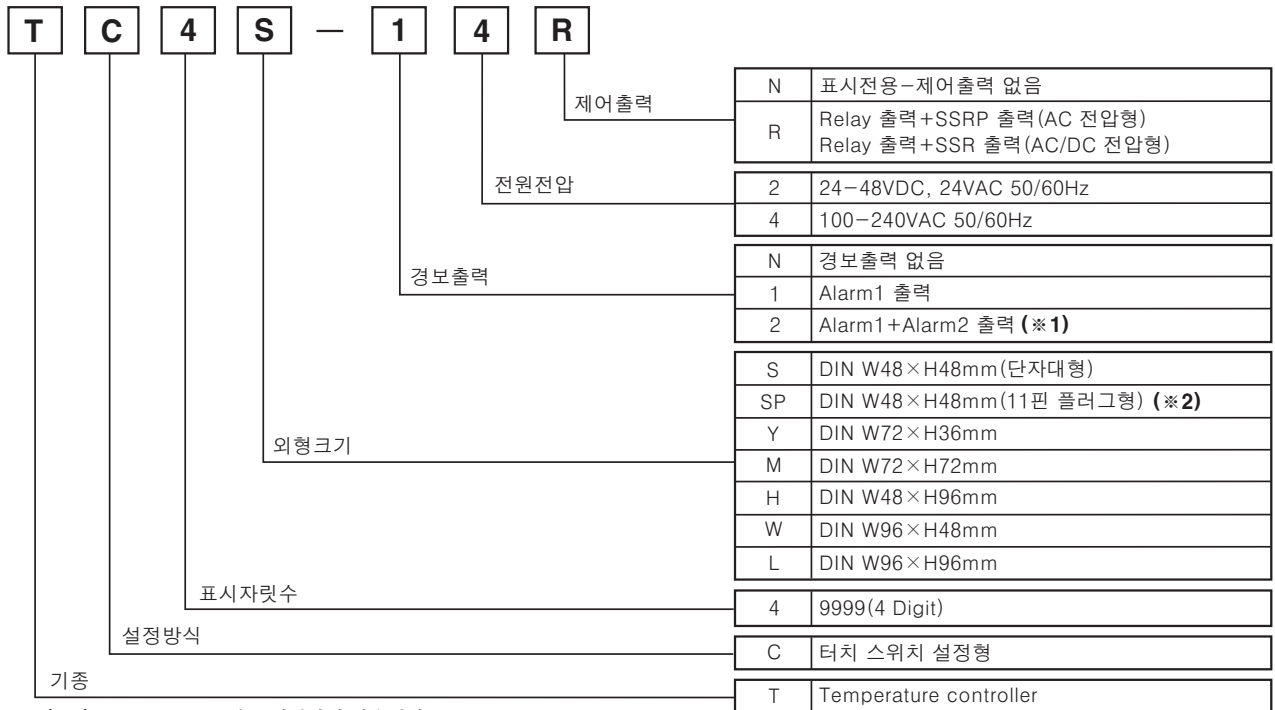 T C 4 S — 1 4 R
제어출력
N 표시전용-제어출력 없음
R Relay 출력+SSRP 출력(AC 전압형)
Relay 출력+SSR 출력(AC/DC 전압형)
전원전압
2 24-48VDC, 24VAC 50/60Hz
4 100-240VAC 50/60Hz
경보출력
N 경보출력 없음
1 Alarm1 출력
2 Alarm1+Alarm2 출력 (※1)
외형크기
S DIN W48×H48mm(단자대형)
SP DIN W48×H48mm(11핀 플러그형) (※2)
Y DIN W72×H36mm
M DIN W72×H72mm
H DIN W48×H96mm
W DIN W96×H48mm
L DIN W96×H96mm
표시자릿수
4 9999(4 Digit)
설정방식
C 터치 스위치 설정형
기종
T Temperature controller